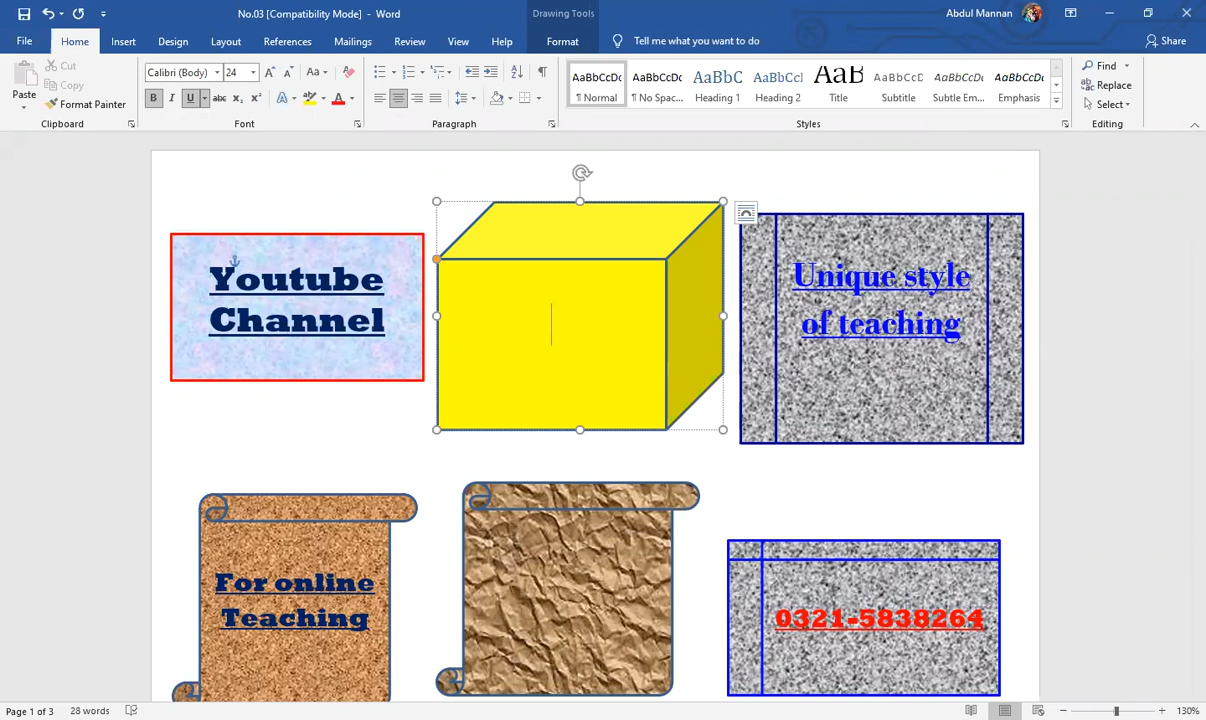 No.03 [Compatibility Mode] - Word
Drawing Tools
Abdul Mannan
File
Home
Insert
Design
Layout
References
Mailings
Review
View
Help
Format
Tell me what you want to do
Share
Paste
Cut
Copy
Format Painter
Clipboard
Calibri (Body)
24
Font
Paragraph
AaBbCcDc
¶ Normal
AaBbCcDc
¶ No Spac...
AaBbC
Heading 1
AaBbCcl
Heading 2
AaB
Title
AaBbCcD
Subtitle
AaBbCcDc
Subtle Em...
AaBbCcDc
Emphasis
Styles
Find
Replace
Select
Editing
Youtube
Channel
Unique style
of teaching
For online
Teaching
0321-5838264
Page 1 of 3
28 words
130%